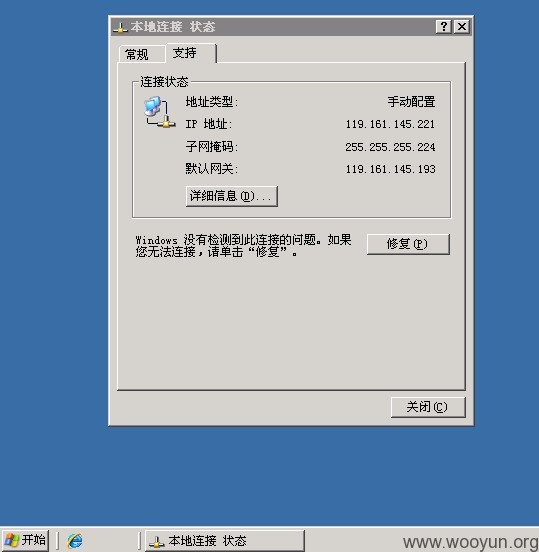 本地连接 状态
常规
支持
连接状态
地址类型: 手动配置
IP 地址: 119.161.145.221
子网掩码: 255.255.255.224
默认网关: 119.161.145.193
详细信息(D)...
Windows 没有检测到此连接的问题。如果
您无法连接,请单击“修复”。
修复(P)
关闭(C)
开始
本地连接 状态
www.wooyun.org